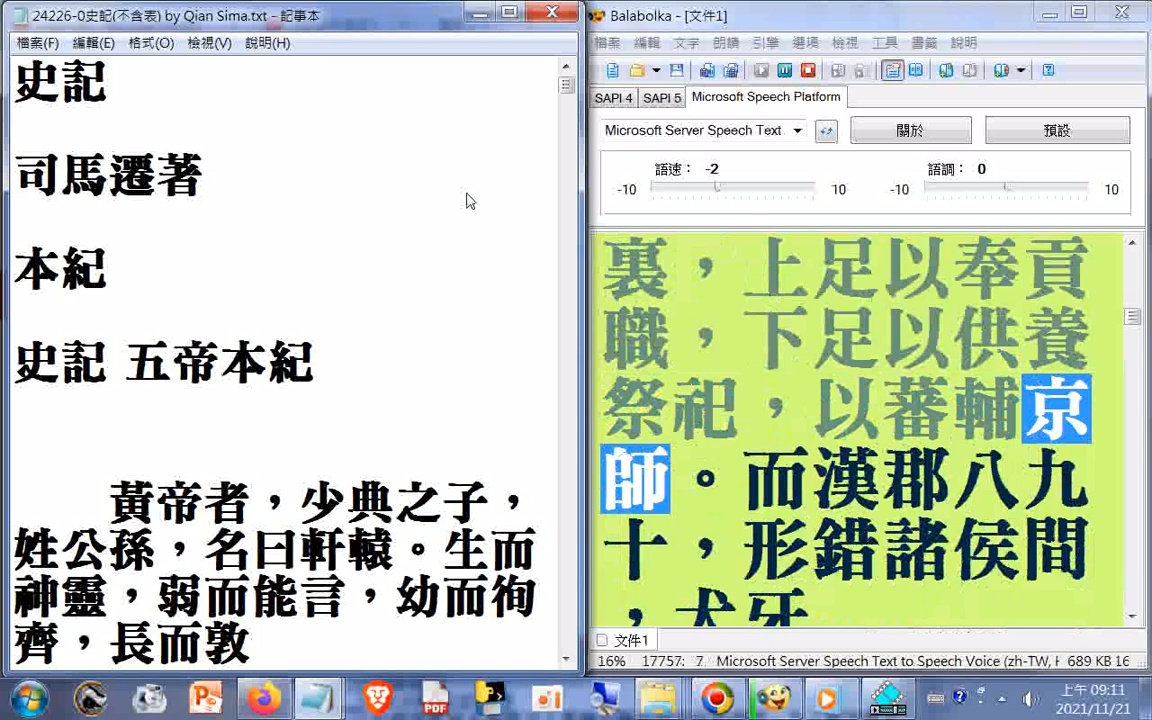 24226-0史記(不含表) by Qian Sima.txt - 記事本
檔案(F) 編輯(E) 格式(O) 檢視(V) 說明(H)
史記
司馬遷著
本紀
史記 五帝本紀
黃帝者，少典之子，
姓公孫，名曰軒轅。生而
神靈，弱而能言，幼而徇
齊，長而敦
Balabolka - [文件1]
檔案 編輯 文字 朗讀 引擎 選項 檢視 工具 書籤 說明
SAPI 4 SAPI 5 Microsoft Speech Platform
Microsoft Server Speech Text 關於 預設
語速： -2 語調： 0
-10 10 -10 10
裏，上足以奉貢
職，下足以供養
祭祀，以蕃輔京
師。而漢郡八九
十，形錯諸侯間
，犬牙
文件1
16% 17757: 7 Microsoft Server Speech Text to Speech Voice (zh-TW, H 689 KB 16
PDF
上午 09:11
2021/11/21